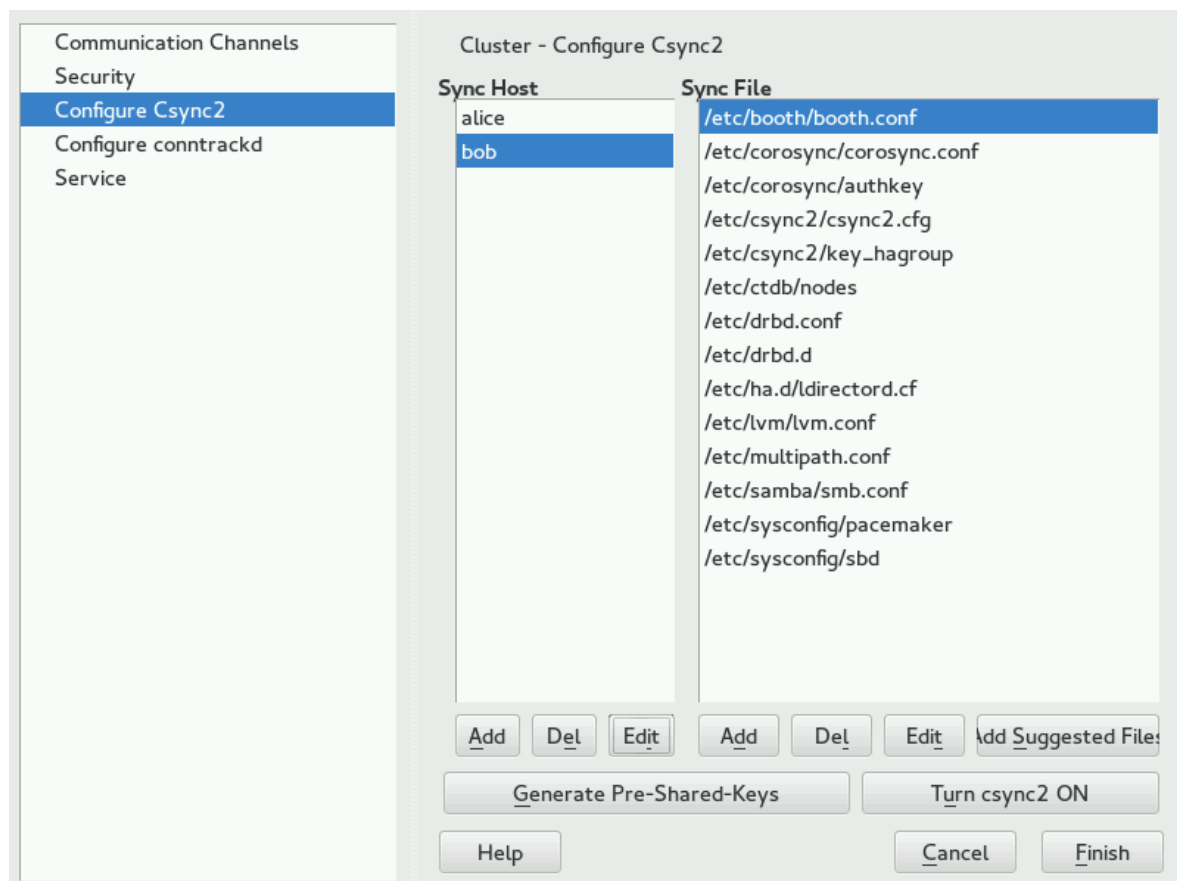 Communication Channels
Security
Configure Csync2
Configure conntrackd
Service
Cluster - Configure Csync2
Sync Host
alice
bob
Add Del Edit
Sync File
/etc/booth/booth.conf
/etc/corosync/corosync.conf
/etc/corosync/authkey
/etc/csync2/csync2.cfg
/etc/csync2/key_hagroup
/etc/ctdb/nodes
/etc/drbd.conf
/etc/drbd.d
/etc/ha.d/ldirectord.cf
/etc/lvm/lvm.conf
/etc/multipath.conf
/etc/samba/smb.conf
/etc/sysconfig/pacemaker
/etc/sysconfig/sbd
Add Del Edit Add Suggested Files
Generate Pre-Shared-Keys Turn csync2 ON
Help Cancel Finish